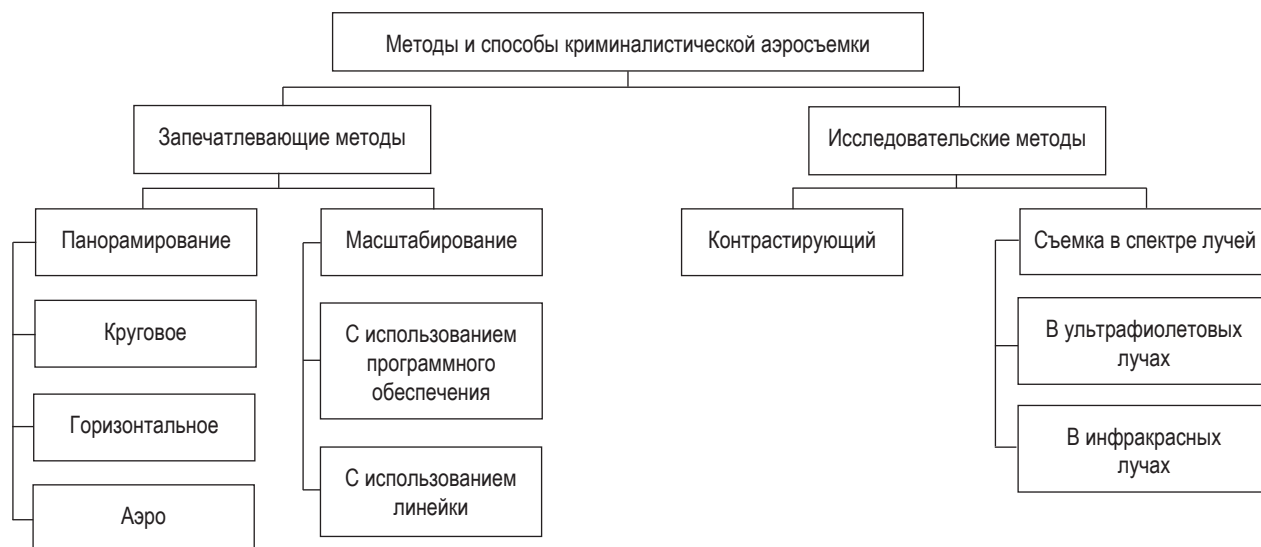 Методы и способы криминалистической аэросъемки
Запечатлевающие методы
Исследовательские методы
Панорамирование
Масштабирование
Контрастирующий
Съемка в спектре лучей
Круговое
С использованием
программного
обеспечения
В ультрафиолетовых
лучах
Горизонтальное
С использованием
линейки
В инфракрасных
лучах
Аэро